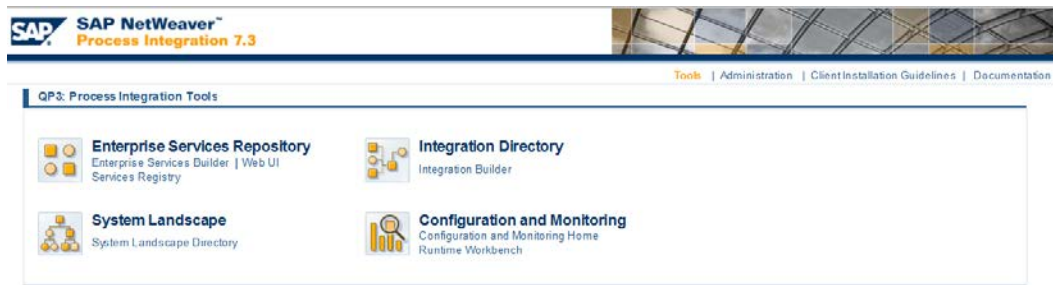 SAP
SAP NetWeaver™
Process Integration 7.3
Tools | Administration | Client Installation Guidelines | Documentation
QP3: Process Integration Tools
Enterprise Services Repository
Enterprise Services Builder | Web UI
Services Registry
Integration Directory
Integration Builder
System Landscape
System Landscape Directory
Configuration and Monitoring
Configuration and Monitoring Home
Runtime Workbench